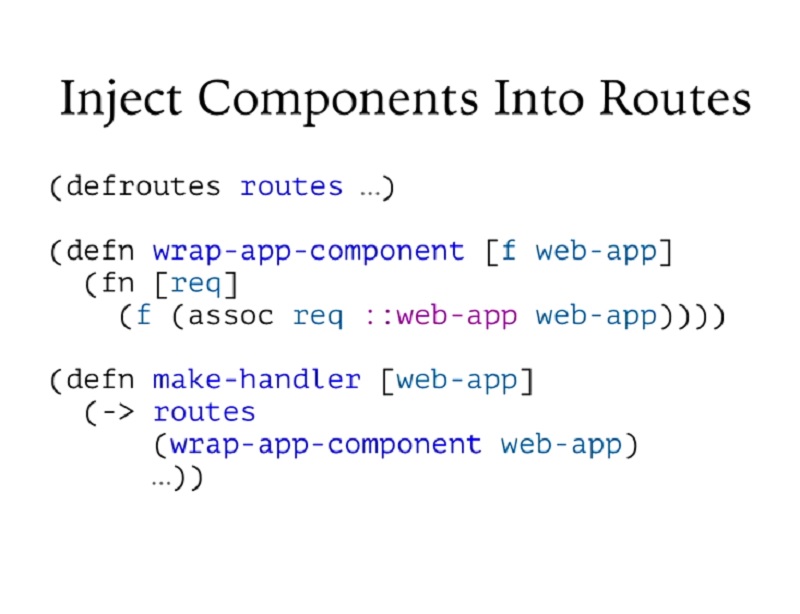 Inject Components Into Routes
(defroutes routes …)
(defn wrap-app-component [f web-app]
  (fn [req]
    (f (assoc req ::web-app web-app))))
(defn make-handler [web-app]
  (-> routes
      (wrap-app-component web-app)
      …))